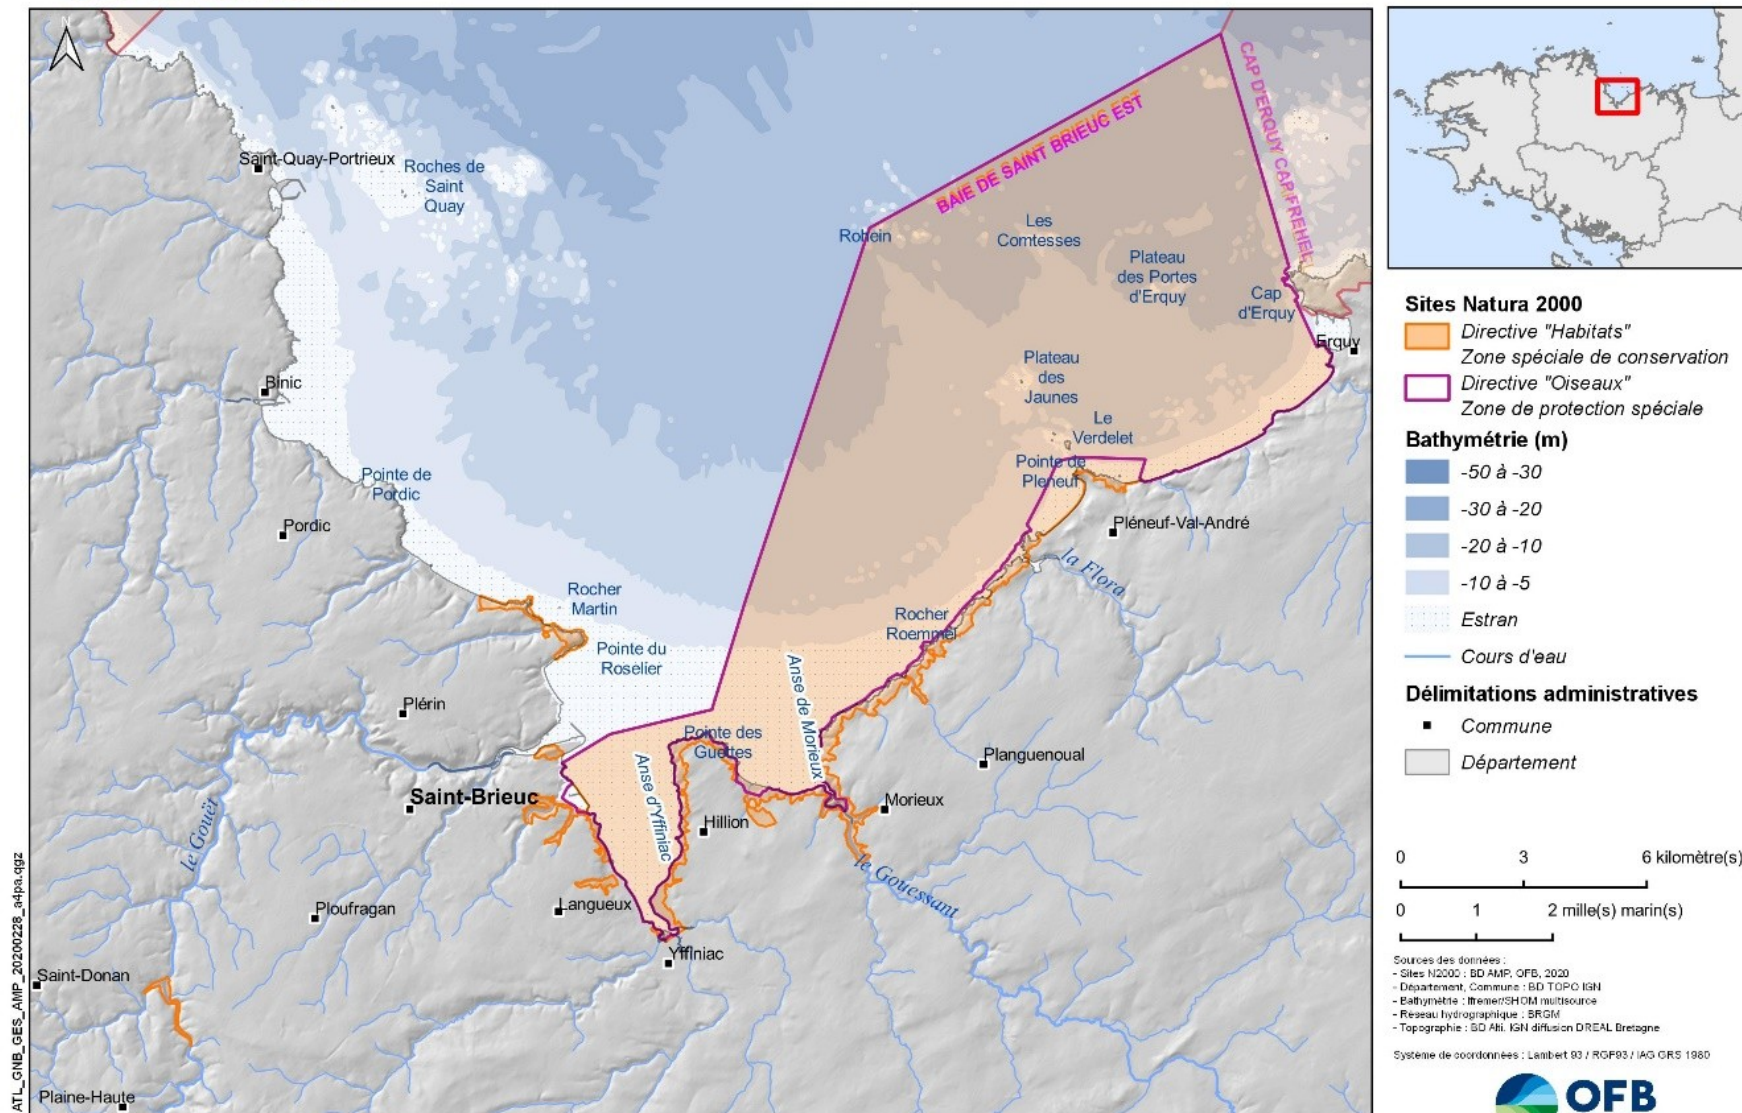 N
Saint-Quay-Portrieux
Roches de
Saint
Quay
Binic
Pointe de
Pordic
Pordic
Rocher
Martin
Pointe du
Roselier
Plérin
Saint-Brieuc
le Gouët
Ploufragan
Saint-Donan
Plaine-Haute
Langueux
Yffiniac
Hillion
Anse d'Yffiniac
Pointe des
Guettes
Anse de Morieux
Morieux
Planguenoual
le Gouessant
Rocher
Roemmel
la Flora
Pléneuf-Val-André
Pointe de
Pleneuf
Le
Verdelet
Plateau
des
Jaunes
Rohein
Les
Comtesses
Plateau
des Portes
d'Erquy
Cap
d'Erquy
Erquy
BAIE DE SAINT BRIEUC EST
CAP D'ERQUY CAP FREHEL
ATL_GNB_GES_AMP_20200228_a4pa.qgz
Sites Natura 2000
Directive "Habitats"
Zone spéciale de conservation
Directive "Oiseaux"
Zone de protection spéciale
Bathymétrie (m)
-50 à -30
-30 à -20
-20 à -10
-10 à -5
Estran
Cours d'eau
Délimitations administratives
Commune
Département
0 3 6 kilomètre(s)
0 1 2 mille(s) marin(s)
Sources des données :
- Sites N2000 : BD AMP, OFB, 2020
- Département, Commune : BD TOPO IGN
- Bathymétrie : Ifremer/SHOM multisource
- Réseau hydrographique : BRGM
- Topographie : BD Alti. IGN diffusion DREAL Bretagne
Système de coordonnées : Lambert 93 / RGF93 / IAG GRS 1980
OFB